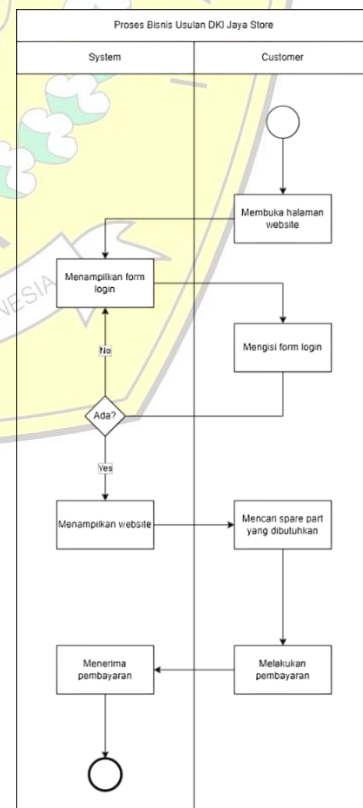 Proses Bisnis Usulan DKI Jaya Store
System
Customer
Membuka halaman
website
Menampilkan form
login
NESIA
No
Mengisi form login
Ada?
Yes
Menampilkan website
Mencari spare part
yang dibutuhkan
Menerima
pembayaran
Melakukan
pembayaran